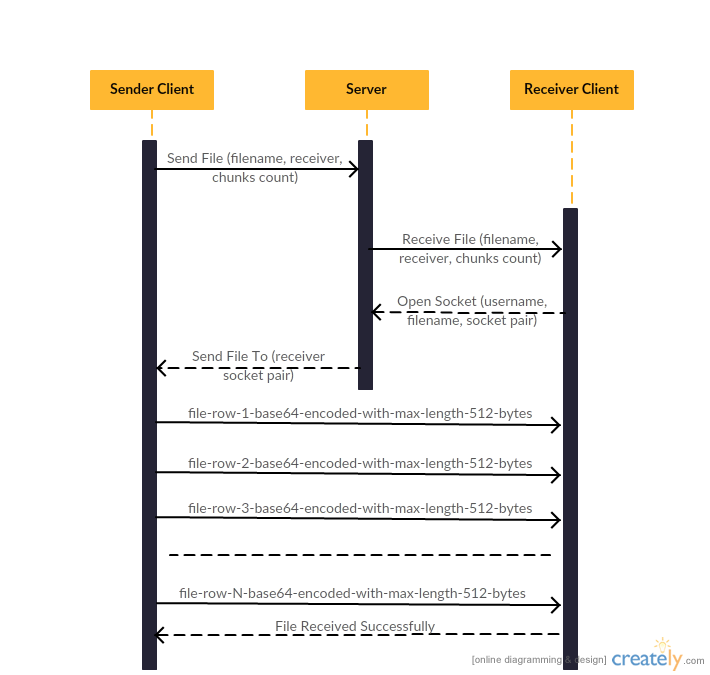 Sender Client
Server
Receiver Client
Send File (filename, receiver,
chunks count)
Receive File (filename,
receiver, chunks count)
Open Socket (username,
filename, socket pair)
Send File To (receiver
socket pair)
file-row-1-base64-encoded-with-max-length-512-bytes
file-row-2-base64-encoded-with-max-length-512-bytes
file-row-3-base64-encoded-with-max-length-512-bytes
file-row-N-base64-encoded-with-max-length-512-bytes
File Received Successfully
[online diagramming & design] creately.com